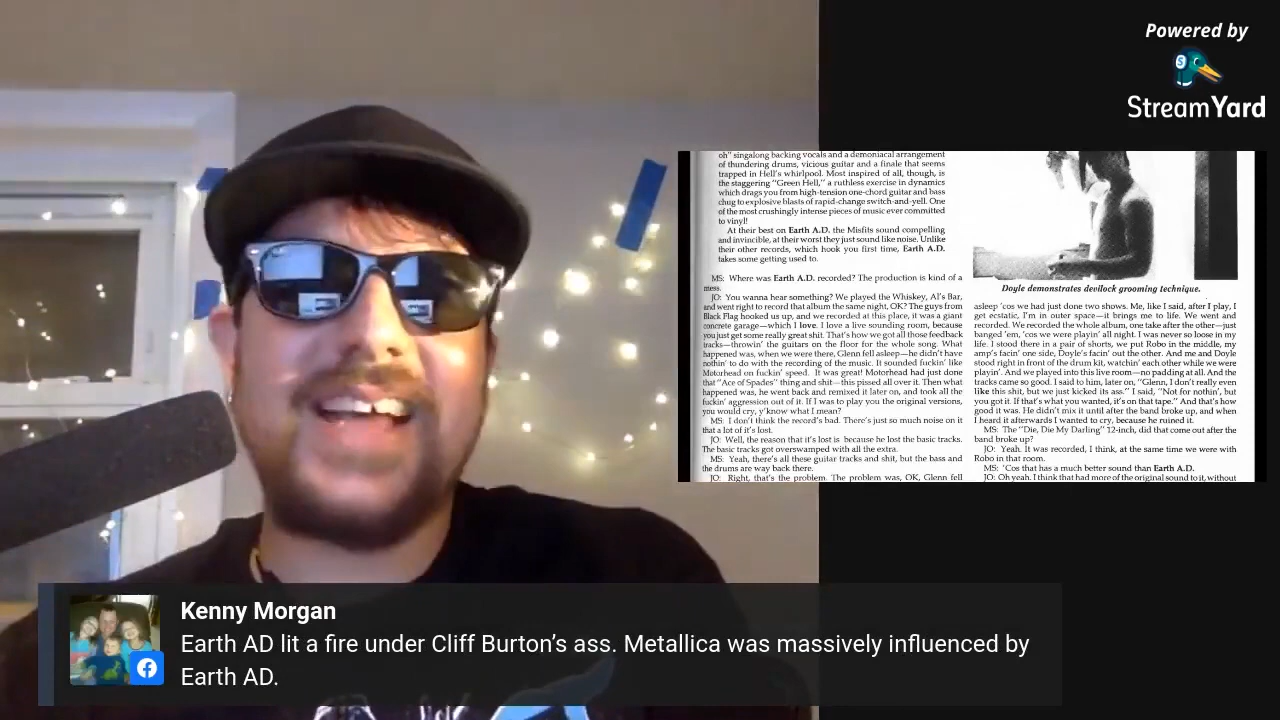 Powered by
StreamYard
oh" singalong backing vocals and a demoniacal arrangement
of thundering drums, vicious guitar and a finale that seems
trapped in Hell's whirlpool. Most inspired of all, though, is
the staggering "Green Hell," a ruthless exercise in dynamics
which drags you from high-tension one-chord guitar and bass
chug to explosive blasts of rapid-change switch-and-yell. One
of the most crushingly intense pieces of music ever committed
to vinyl!
At their best on Earth A.D. the Misfits sound compelling
and invincible, at their worst they just sound like noise. Unlike
their other records, which hook you first time, Earth A.D.
takes some getting used to.
MS: Where was Earth A.D. recorded? The production is kind of a
mess.
JO: You wanna hear something? We played the Whiskey, Al's Bar,
and went right to record that album the same night, OK? The guys from
Black Flag hooked us up, and we recorded at this place, it was a giant
concrete garage—which I love. I love a live sounding room, because
you just get some really great shit. That's how we got all those feedback
tracks—throwin' the guitars on the floor for the whole song. What
happened was, when we were there, Glenn fell asleep—he didn't have
nothin' to do with the recording of the music. It sounded fuckin' like
Motorhead on fuckin' speed. It was great! Motorhead had just done
that "Ace of Spades" thing and shit—this pissed all over it. Then what
happened was, he went back and remixed it later on, and took all the
fuckin' aggression out of it. If I was to play you the original versions,
you would cry, y'know what I mean?
MS: I don't think the record's bad. There's just so much noise on it
that a lot of it's lost.
JO: Well, the reason that it's lost is because he lost the basic tracks.
The basic tracks got overswamped with all the extra.
MS: Yeah, there's all these guitar tracks and shit, but the bass and
the drums are way back there.
JO: Right, that's the problem. The problem was, OK, Glenn fell
Doyle demonstrates devilock grooming technique.
asleep 'cos we had just done two shows. Me, like I said, after I play, I
get ecstatic, I'm in outer space—it brings me to life. We went and
recorded. We recorded the whole album, one take after the other—just
banged 'em, 'cos we were playin' all night. I was never so loose in my
life. I stood there in a pair of shorts, we put Robo in the middle, my
amp's facin' one side, Doyle's facin' out the other. And me and Doyle
stood right in front of the drum kit, watchin' each other while we were
playin'. And we played into this live room—no padding at all. And the
tracks came so good. I said to him, later on, "Glenn, I don't really even
like this shit, but we just kicked its ass." I said, "Not for nothin', but
you got it. If that's what you wanted, it's on that tape." And that's how
good it was. He didn't mix it until after the band broke up, and when
I heard it afterwards I wanted to cry, because he ruined it.
MS: The "Die, Die My Darling" 12-inch, did that come out after the
band broke up?
JO: Yeah. It was recorded, I think, at the same time we were with
Robo in that room.
MS: 'Cos that has a much better sound than Earth A.D.
JO: Oh yeah. I think that had more of the original sound to it, without
Kenny Morgan
Earth AD lit a fire under Cliff Burton's ass. Metallica was massively influenced by
Earth AD.